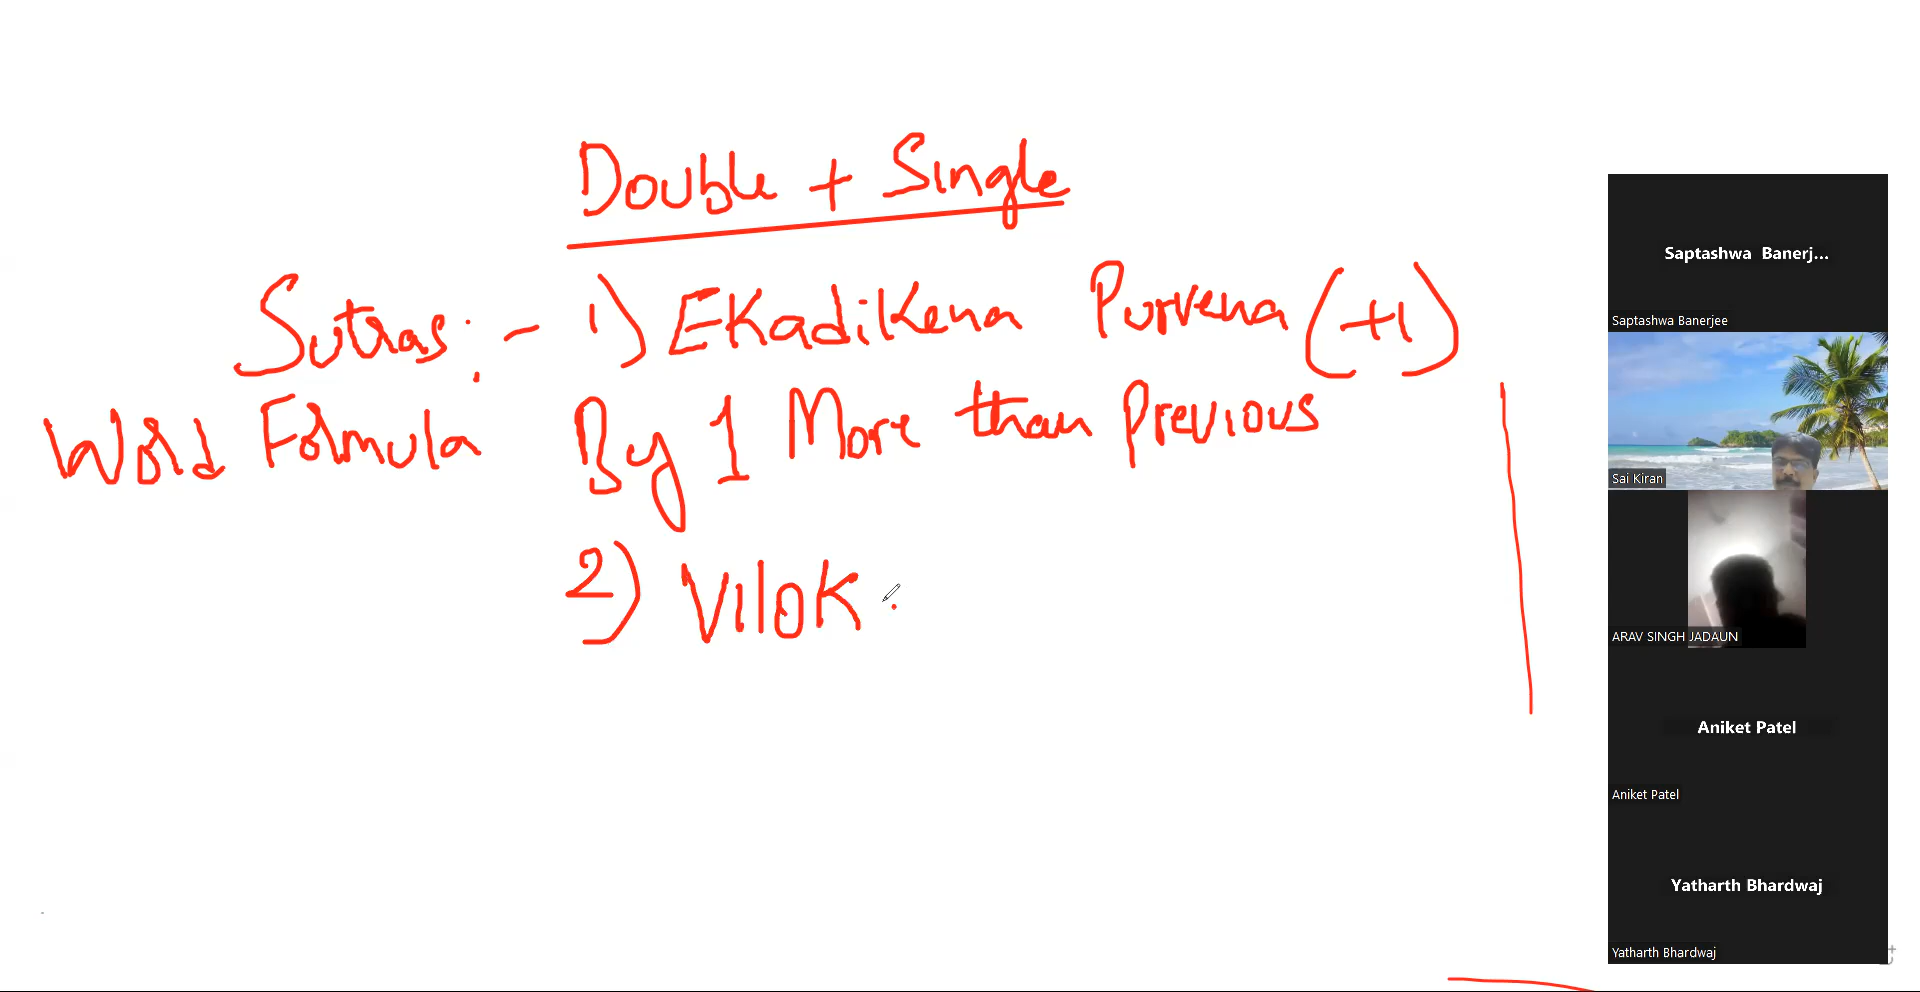 Double + Single
Sutras :- 1) Ekadikena Purvena (+1)
Word Formula By 1 More than Previous
2) Vilok.
Saptashwa Banerj...
Saptashwa Banerjee
Sai Kiran
ARAV SINGH JADAUN
Aniket Patel
Aniket Patel
Yatharth Bhardwaj
Yatharth Bhardwaj